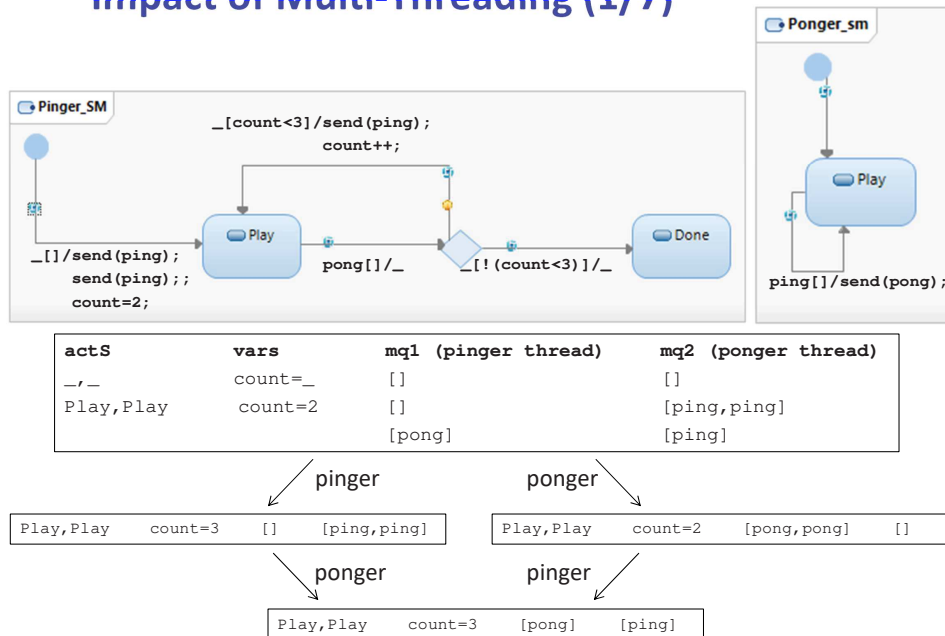 Impact of Multi-Threading (1/7)
Ponger_sm
Pinger_SM
_[count<3]/send(ping);
count++;
Play
Play
Done
_[]/send(ping);
send(ping);;
count=2;
pong[]/_
_[!(count<3)]/_
ping[]/send(pong);
actS vars mq1 (pinger thread) mq2 (ponger thread)
_,_ count=_ [] []
Play,Play count=2 [] [ping,ping]
[pong] [ping]
pinger ponger
Play,Play count=3 [] [ping,ping]
Play,Play count=2 [pong,pong] []
ponger pinger
Play,Play count=3 [pong] [ping]